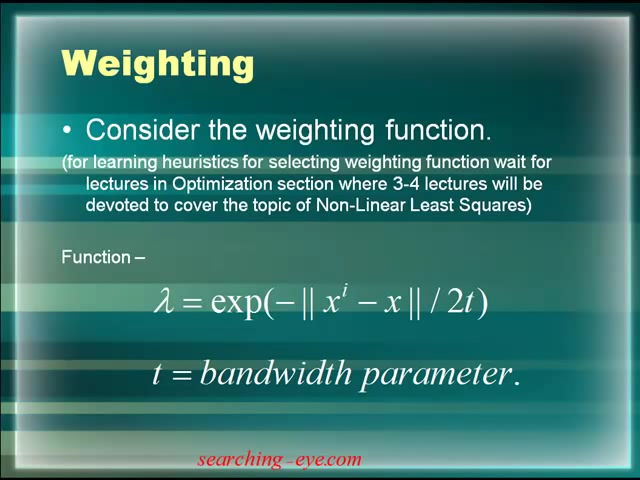 Weighting
• Consider the weighting function.
(for learning heuristics for selecting weighting function wait for
lectures in Optimization section where 3-4 lectures will be
devoted to cover the topic of Non-Linear Least Squares)
Function –
λ = exp(− || xⁱ − x || / 2t)
t = bandwidth parameter.
searching-eye.com